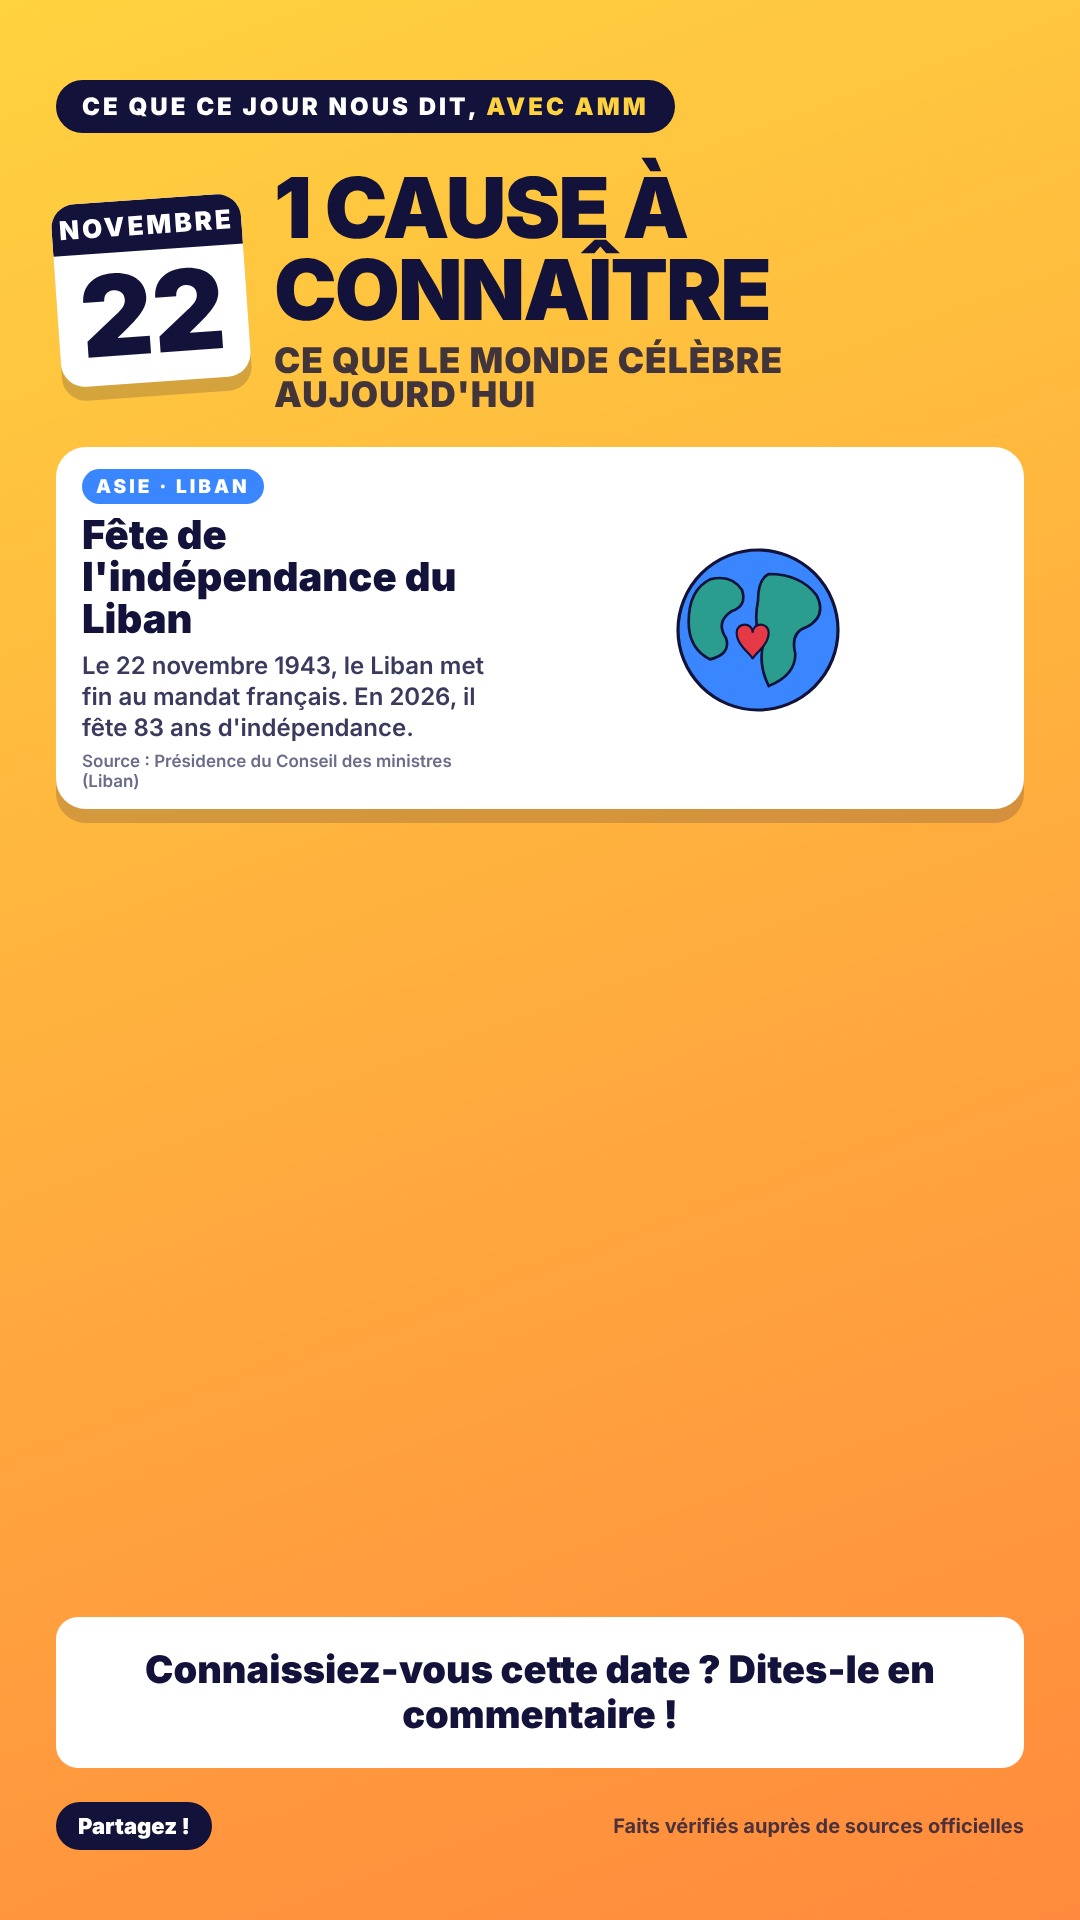 CE QUE CE JOUR NOUS DIT, AVEC AMM
NOVEMBRE
22
1 CAUSE À
CONNAÎTRE
CE QUE LE MONDE CÉLÈBRE
AUJOURD'HUI
ASIE · LIBAN
Fête de
l'indépendance du
Liban
Le 22 novembre 1943, le Liban met
fin au mandat français. En 2026, il
fête 83 ans d'indépendance.
Source : Présidence du Conseil des ministres
(Liban)
Connaissiez-vous cette date ? Dites-le en
commentaire !
Partagez !
Faits vérifiés auprès de sources officielles